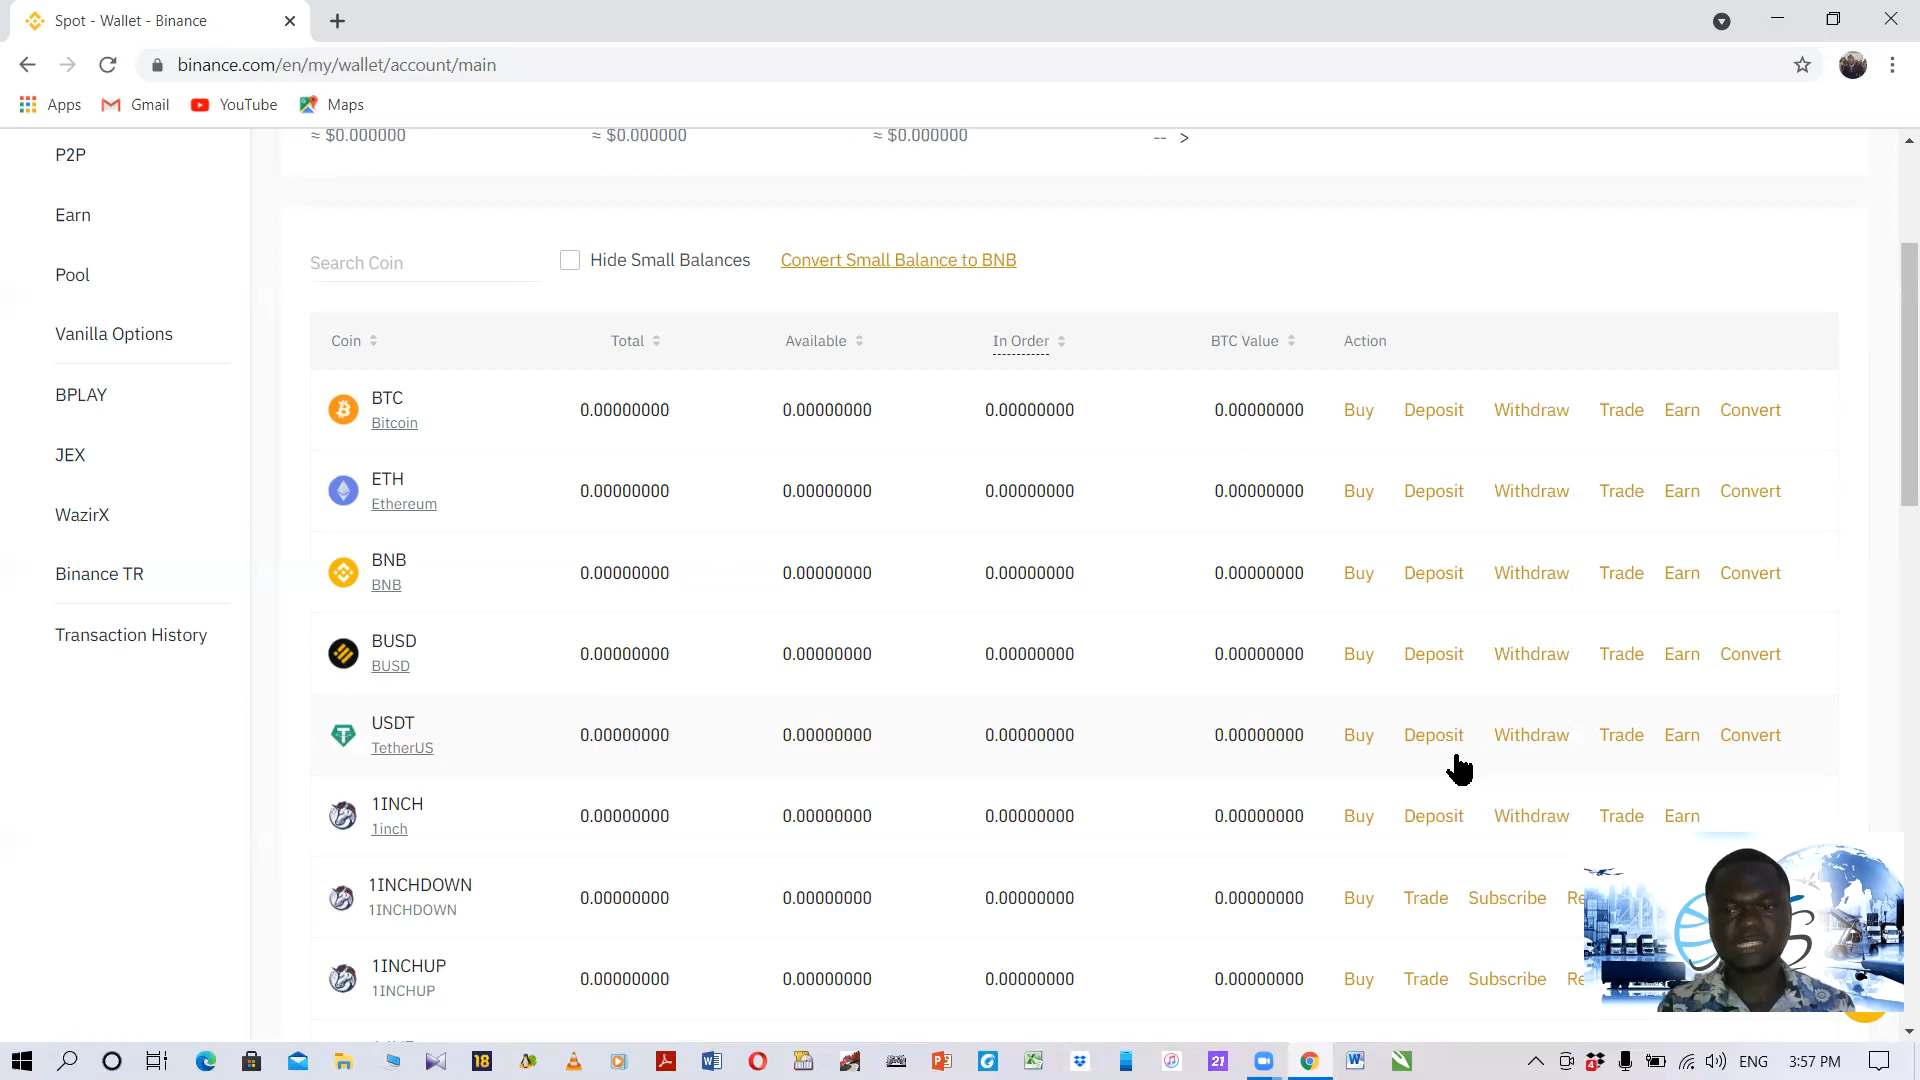 Spot - Wallet - Binance
binance.com/en/my/wallet/account/main
Apps Gmail YouTube Maps
≈ $0.000000 ≈ $0.000000 ≈ $0.000000 -- >
P2P
Earn
Pool
Vanilla Options
BPLAY
JEX
WazirX
Binance TR
Transaction History
Search Coin Hide Small Balances Convert Small Balance to BNB
Coin Total Available In Order BTC Value Action
BTC
Bitcoin
0.00000000 0.00000000 0.00000000 0.00000000 Buy Deposit Withdraw Trade Earn Convert
ETH
Ethereum
0.00000000 0.00000000 0.00000000 0.00000000 Buy Deposit Withdraw Trade Earn Convert
BNB
BNB
0.00000000 0.00000000 0.00000000 0.00000000 Buy Deposit Withdraw Trade Earn Convert
BUSD
BUSD
0.00000000 0.00000000 0.00000000 0.00000000 Buy Deposit Withdraw Trade Earn Convert
USDT
TetherUS
0.00000000 0.00000000 0.00000000 0.00000000 Buy Deposit Withdraw Trade Earn Convert
1INCH
1inch
0.00000000 0.00000000 0.00000000 0.00000000 Buy Deposit Withdraw Trade Earn
1INCHDOWN
1INCHDOWN
0.00000000 0.00000000 0.00000000 0.00000000 Buy Trade Subscribe Re
1INCHUP
1INCHUP
0.00000000 0.00000000 0.00000000 0.00000000 Buy Trade Subscribe Re
18 21 4 ENG 3:57 PM